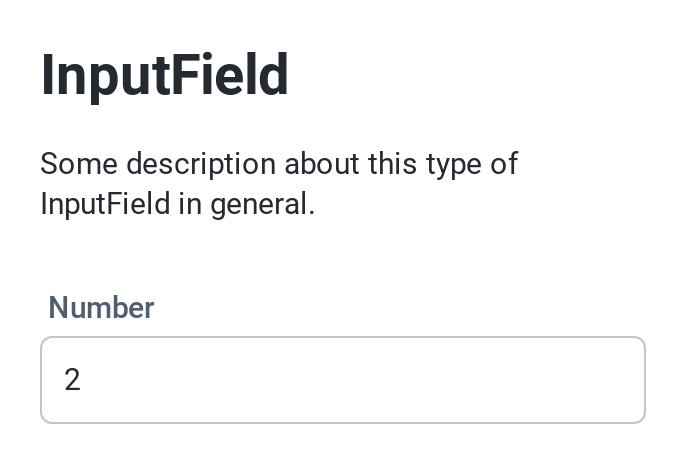 InputField
Some description about this type of
InputField in general.
Number
2